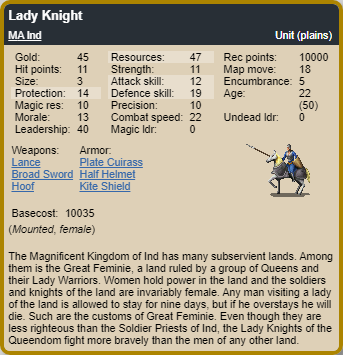 Lady Knight
MA Ind Unit (plains)
Gold: 45 Resources: 47 Rec points: 10000
Hit points: 11 Strength: 11 Map move: 18
Size: 3 Attack skill: 12 Encumbrance: 5
Protection: 14 Defence skill: 19 Age: 22
Magic res: 10 Precision: 10 (50)
Morale: 13 Combat speed: 22 Undead ldr: 0
Leadership: 40 Magic ldr: 0
Weapons: Armor:
Lance Plate Cuirass
Broad Sword Half Helmet
Hoof Kite Shield
Basecost: 10035
(Mounted, female)
The Magnificent Kingdom of Ind has many subservient lands. Among
them is the Great Feminie, a land ruled by a group of Queens and
their Lady Warriors. Women hold power in the land and the soldiers
and knights of the land are invariably female. Any man visiting a lady
of the land is allowed to stay for nine days, but if he overstays he will
die. Such are the customs of Great Feminie. Even though they are
less righteous than the Soldier Priests of Ind, the Lady Knights of the
Queendom fight more bravely than the men of any other land.